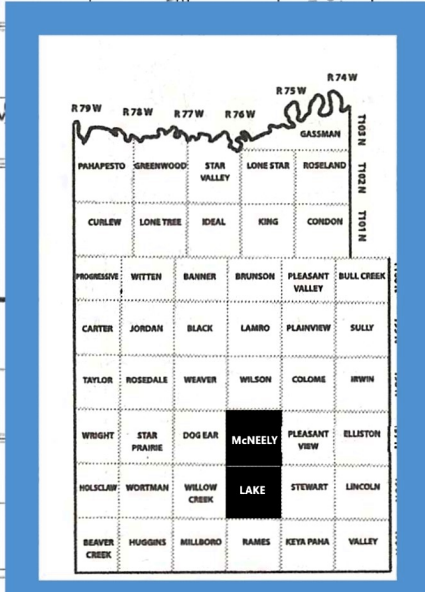 R 74 W
R 75 W
R 79 W
R 78 W
R 77 W
R 76 W
T103 N
GASSMAN
PAHAPESTO GREENWOOD STAR VALLEY LONE STAR ROSELAND
T102 N
CURLEW LONE TREE IDEAL KING CONDON
T101 N
PROGRESSIVE WITTEN BANNER BRUNSON PLEASANT VALLEY BULL CREEK
CARTER JORDAN BLACK LAMRO PLAINVIEW SULLY
TAYLOR ROSEDALE WEAVER WILSON COLOME IRWIN
WRIGHT STAR PRAIRIE DOG EAR McNEELY PLEASANT VIEW ELLISTON
HOLSCLAW WORTMAN WILLOW CREEK LAKE STEWART LINCOLN
BEAVER CREEK HUGGINS MILLBORO RAMES KEYA PAHA VALLEY